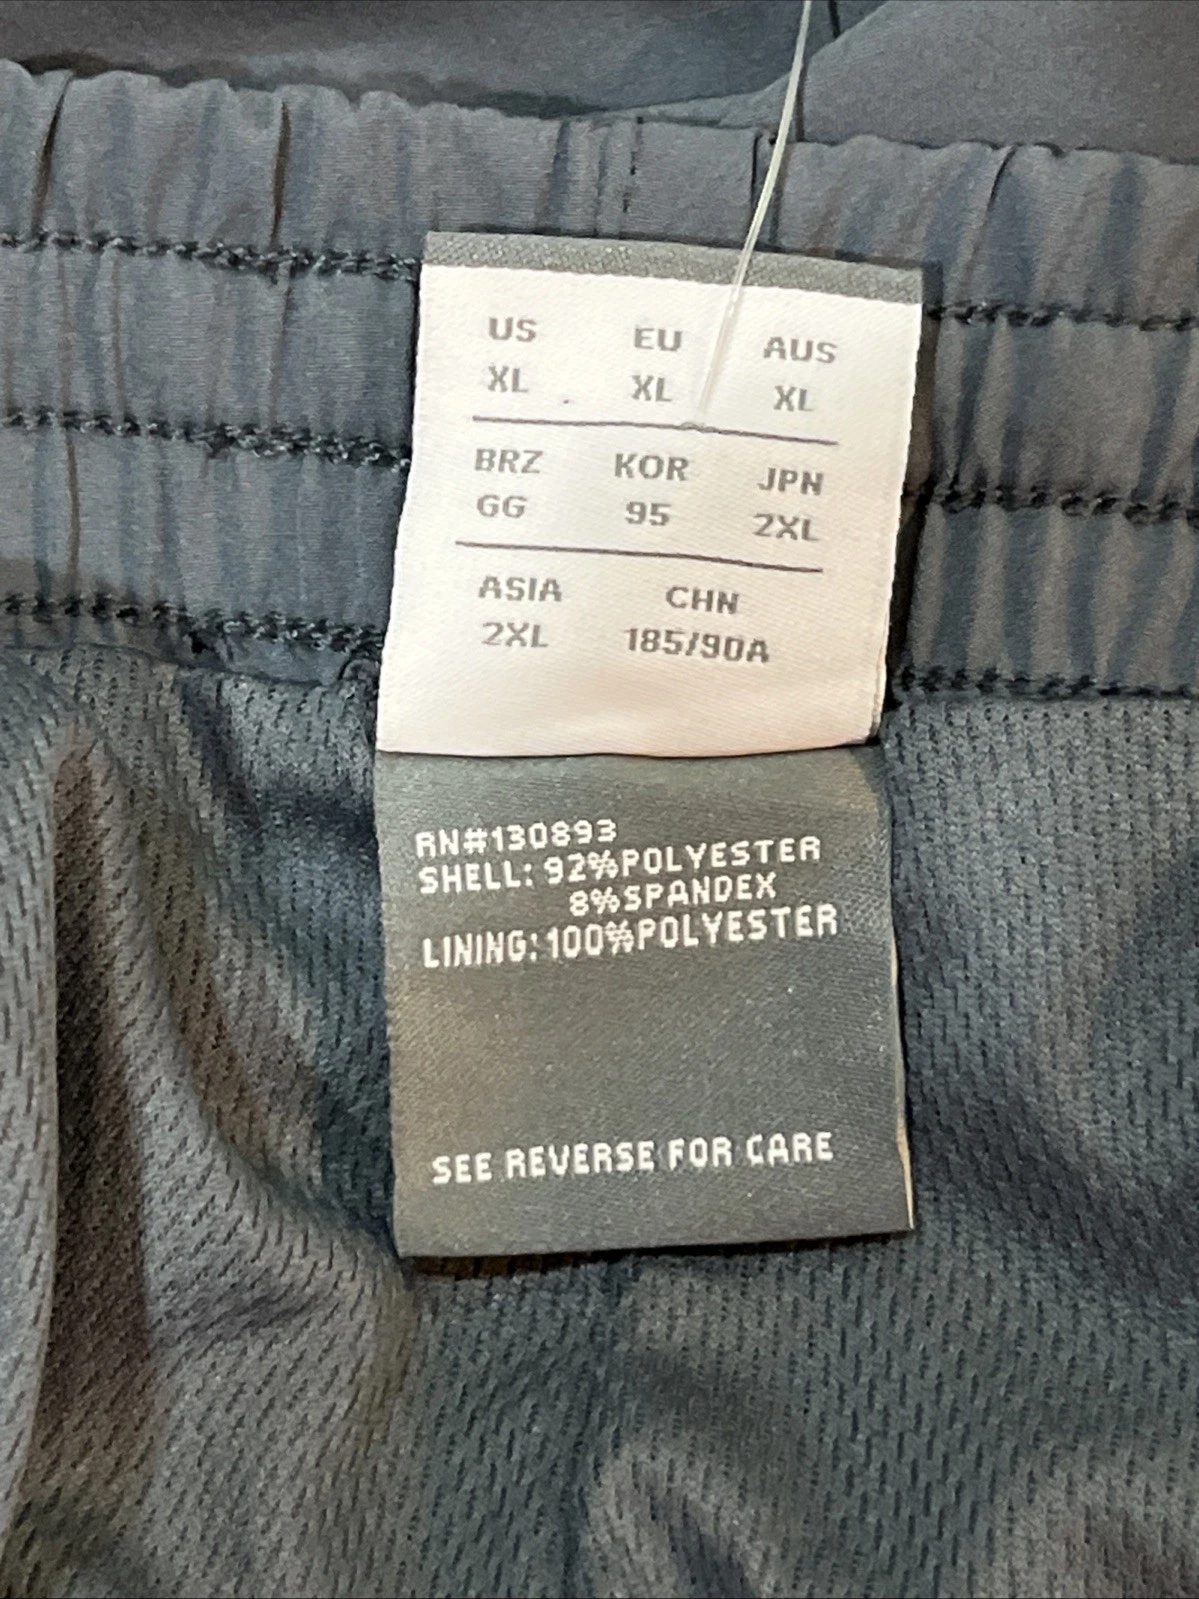 US EU AUS
XL XL XL
BRZ KOR JPN
GG 95 2XL
ASIA CHN
2XL 185/90A
RN#130893
SHELL: 92%POLYESTER
8%SPANDEX
LINING: 100%POLYESTER
SEE REVERSE FOR CARE